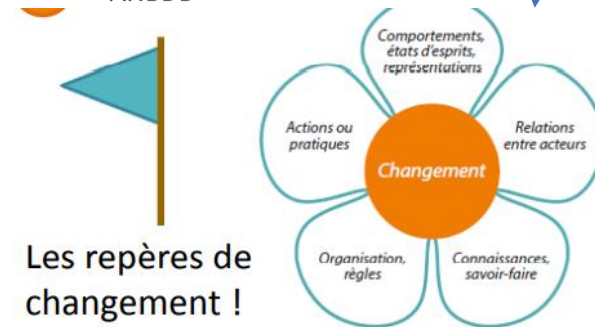 Comportements,
états d'esprits,
représentations
Actions ou
pratiques
Relations
entre acteurs
Changement
Organisation,
règles
Connaissances,
savoir-faire
Les repères de
changement !